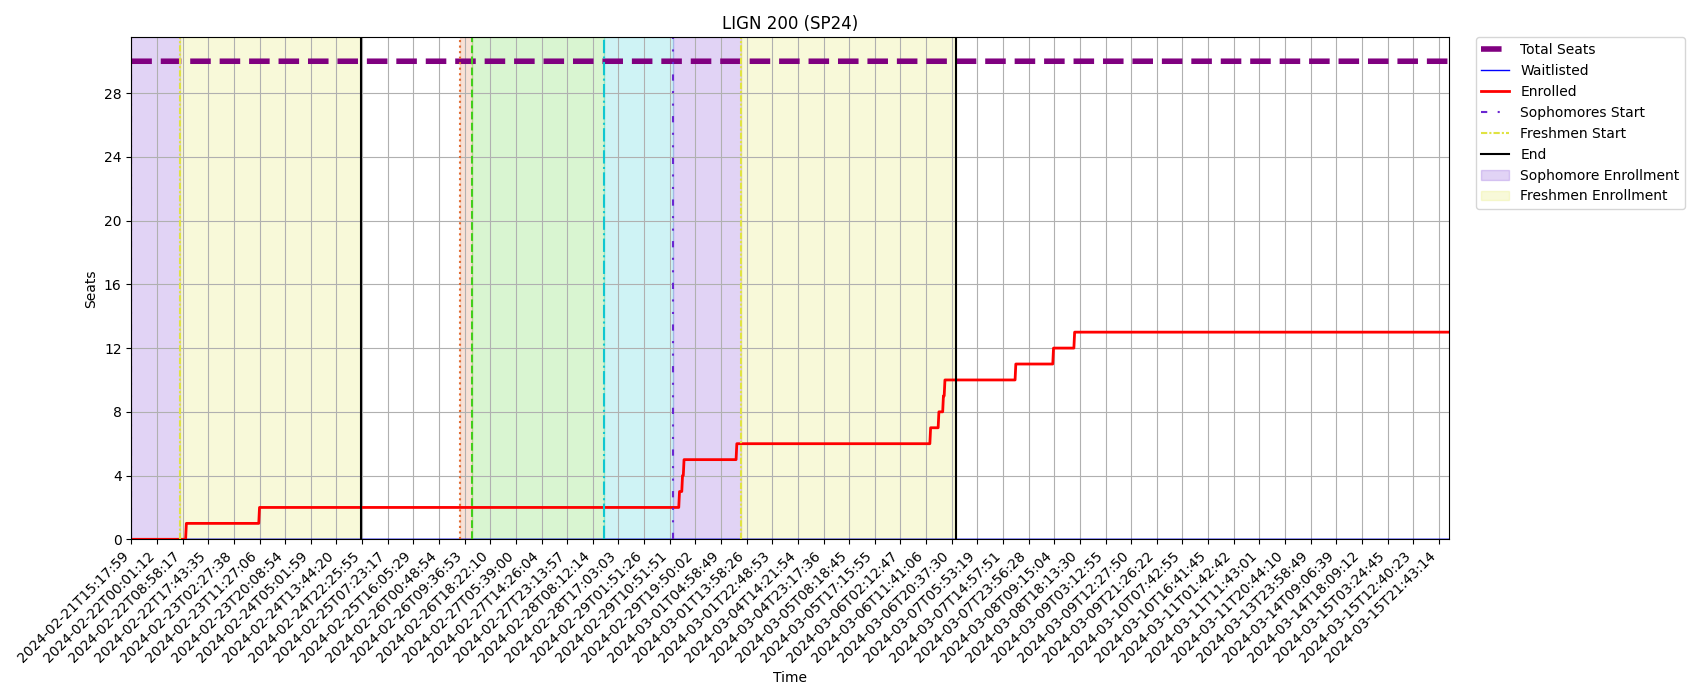 LIGN 200 (SP24)
Total Seats
Waitlisted
Enrolled
Sophomores Start
Freshmen Start
End
Sophomore Enrollment
Freshmen Enrollment
Seats
28
24
20
16
12
8
4
0
2024-02-21T15:17:59
2024-02-22T00:01:12
2024-02-22T08:58:17
2024-02-22T17:43:35
2024-02-23T02:27:38
2024-02-23T11:27:06
2024-02-23T20:08:54
2024-02-24T05:01:59
2024-02-24T13:44:20
2024-02-24T22:25:55
2024-02-25T07:23:17
2024-02-25T16:05:29
2024-02-26T00:48:54
2024-02-26T09:36:53
2024-02-26T18:22:10
2024-02-27T05:39:00
2024-02-27T14:26:04
2024-02-27T23:13:57
2024-02-28T08:12:14
2024-02-28T17:03:03
2024-02-29T01:51:26
2024-02-29T10:51:51
2024-02-29T19:50:02
2024-03-01T04:58:49
2024-03-01T13:58:26
2024-03-01T22:48:53
2024-03-04T14:21:54
2024-03-04T23:17:36
2024-03-05T08:18:45
2024-03-05T17:15:55
2024-03-06T02:12:47
2024-03-06T11:41:06
2024-03-06T20:37:30
2024-03-07T05:53:19
2024-03-07T14:57:51
2024-03-07T23:56:28
2024-03-08T09:15:04
2024-03-08T18:13:30
2024-03-09T03:12:55
2024-03-09T12:27:50
2024-03-09T21:26:22
2024-03-10T07:42:55
2024-03-10T16:41:45
2024-03-11T01:42:42
2024-03-11T11:43:01
2024-03-11T20:44:10
2024-03-13T23:58:49
2024-03-14T09:06:39
2024-03-14T18:09:12
2024-03-15T03:24:45
2024-03-15T12:40:23
2024-03-15T21:43:14
Time